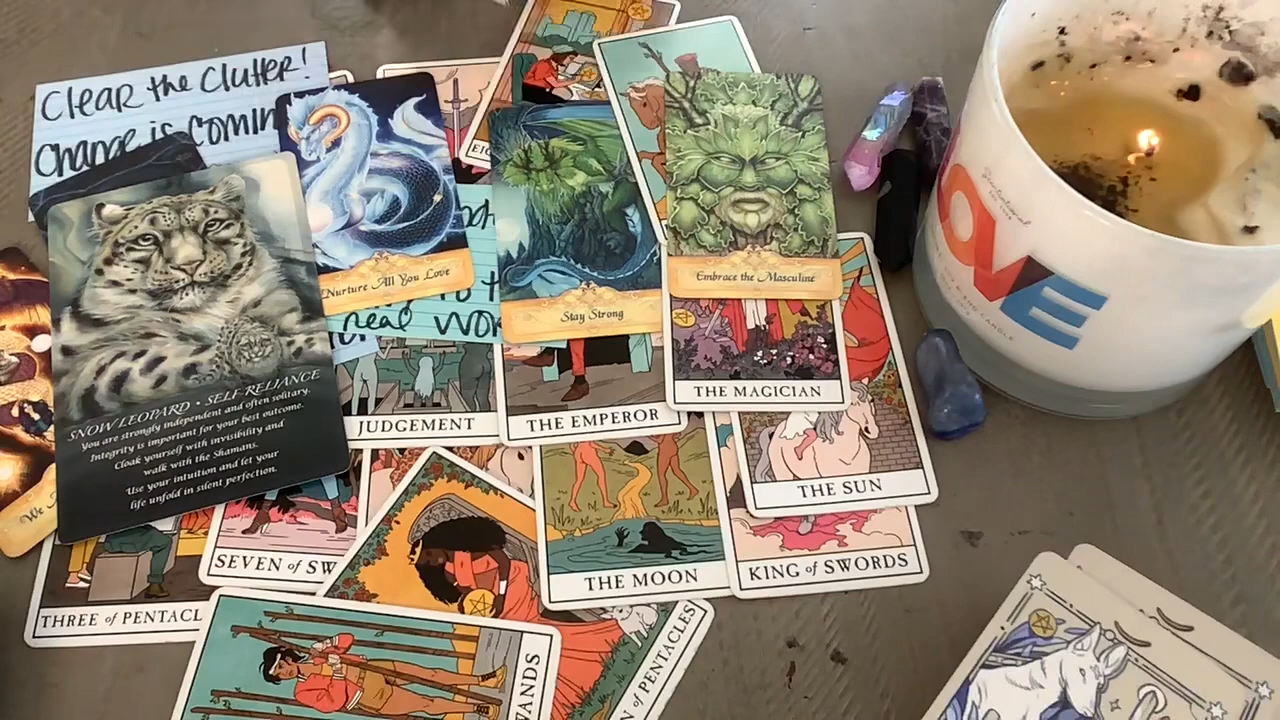 Clear the Clutter!
Change is Comin
Nurture All You Love
Stay Strong
Embrace the Masculine
real wor
SNOW LEOPARD • SELF-RELIANCE
You are strongly independent and often solitary.
Integrity is important for your best outcome.
Cloak yourself with invisibility and
walk with the Shamans.
Use your intuition and let your
life unfold in silent perfection.
We
JUDGEMENT
THE EMPEROR
THE MAGICIAN
THE SUN
THREE of PENTACL
SEVEN of SW
THE MOON
KING of SWORDS
WANDS
N of PENTACLES
LOVE